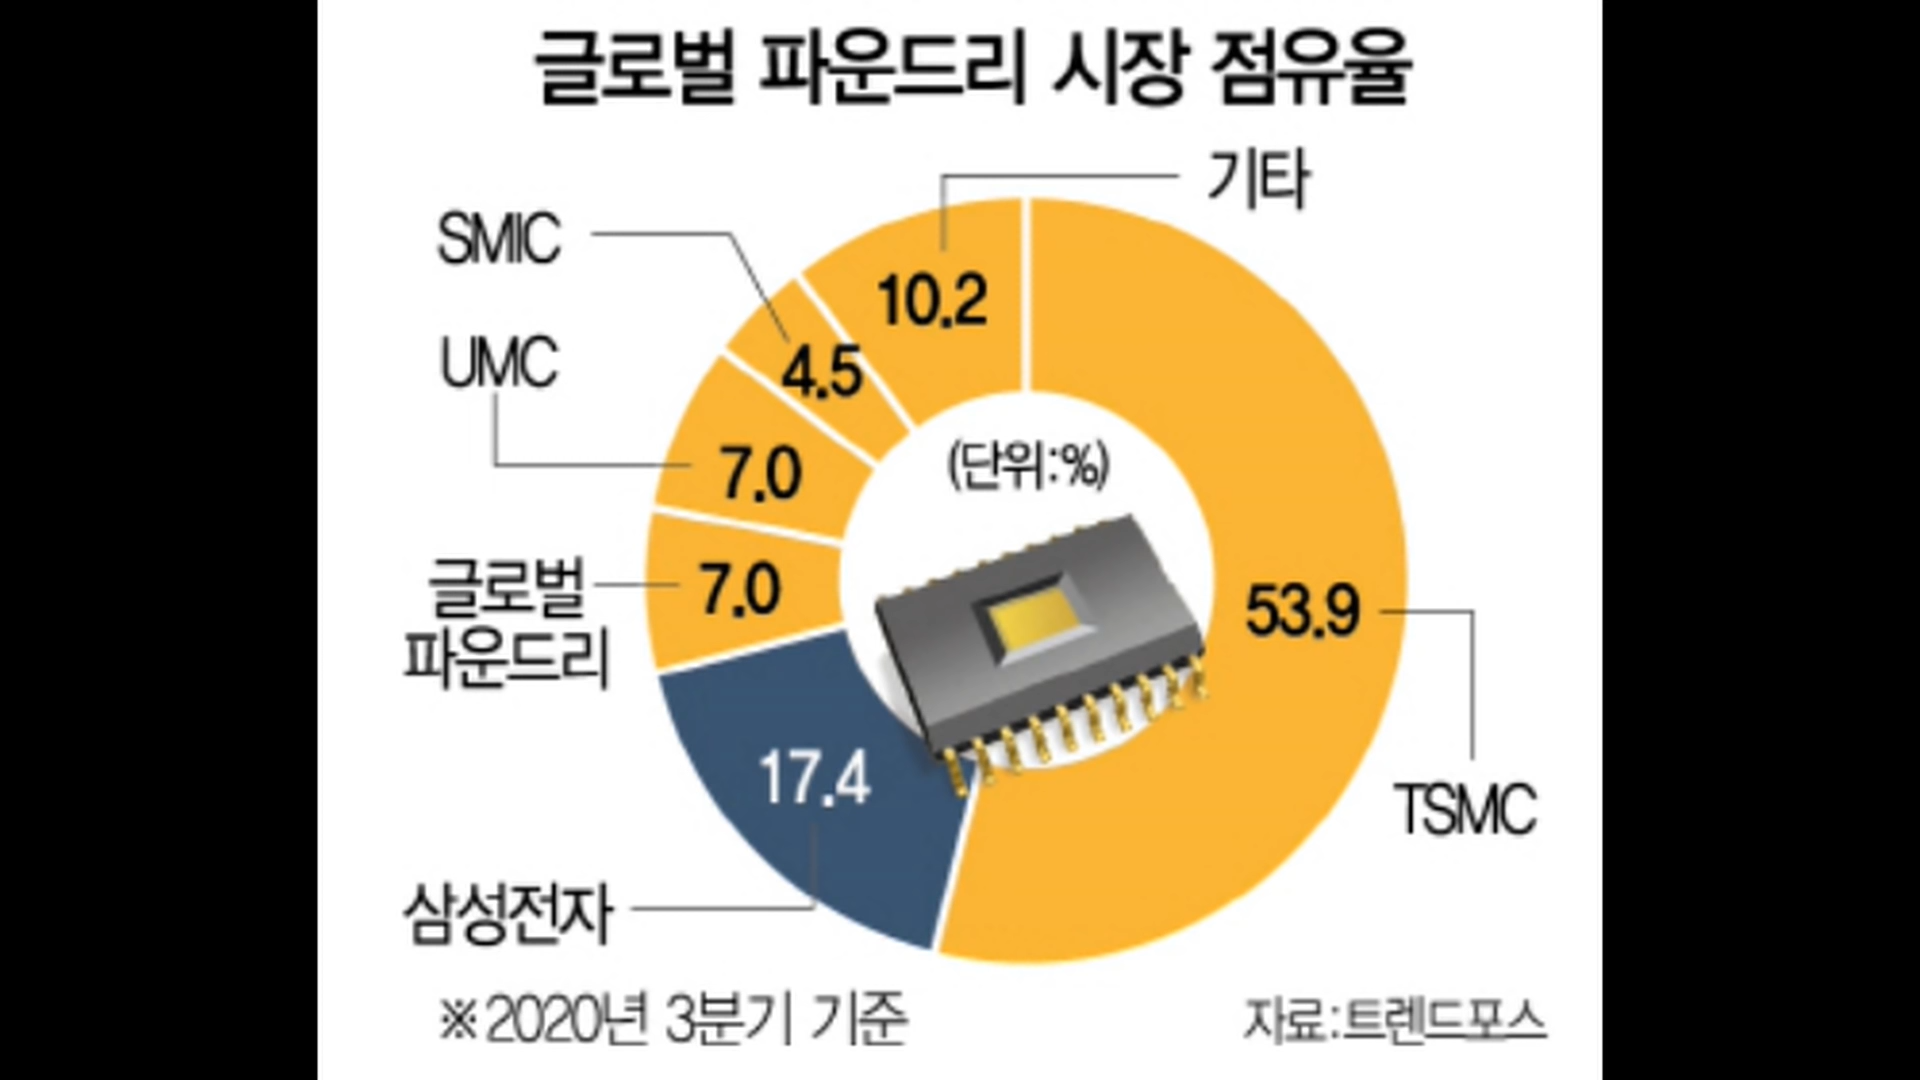 글로벌 파운드리 시장 점유율
기타
SMIC
10.2
UMC
4.5
(단위:%)
7.0
글로벌
파운드리
7.0
53.9
17.4
TSMC
삼성전자
※2020년 3분기 기준
자료:트렌드포스